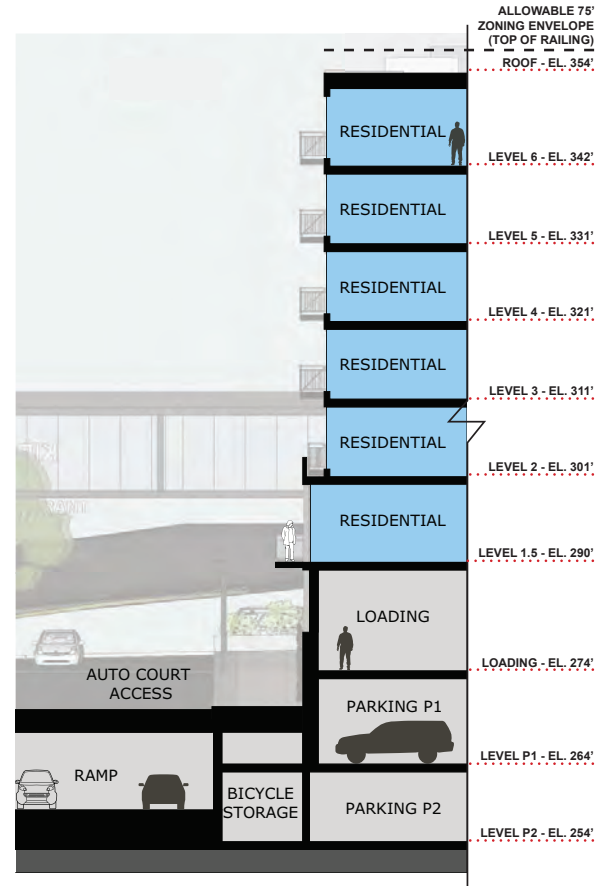 ALLOWABLE 75'
ZONING ENVELOPE
(TOP OF RAILING)
ROOF - EL. 354'
RESIDENTIAL
LEVEL 6 - EL. 342'
RESIDENTIAL
LEVEL 5 - EL. 331'
RESIDENTIAL
LEVEL 4 - EL. 321'
RESIDENTIAL
LEVEL 3 - EL. 311'
RESIDENTIAL
LEVEL 2 - EL. 301'
RESIDENTIAL
LEVEL 1.5 - EL. 290'
LOADING
LOADING - EL. 274'
AUTO COURT
ACCESS
PARKING P1
LEVEL P1 - EL. 264'
RAMP
BICYCLE
STORAGE
PARKING P2
LEVEL P2 - EL. 254'